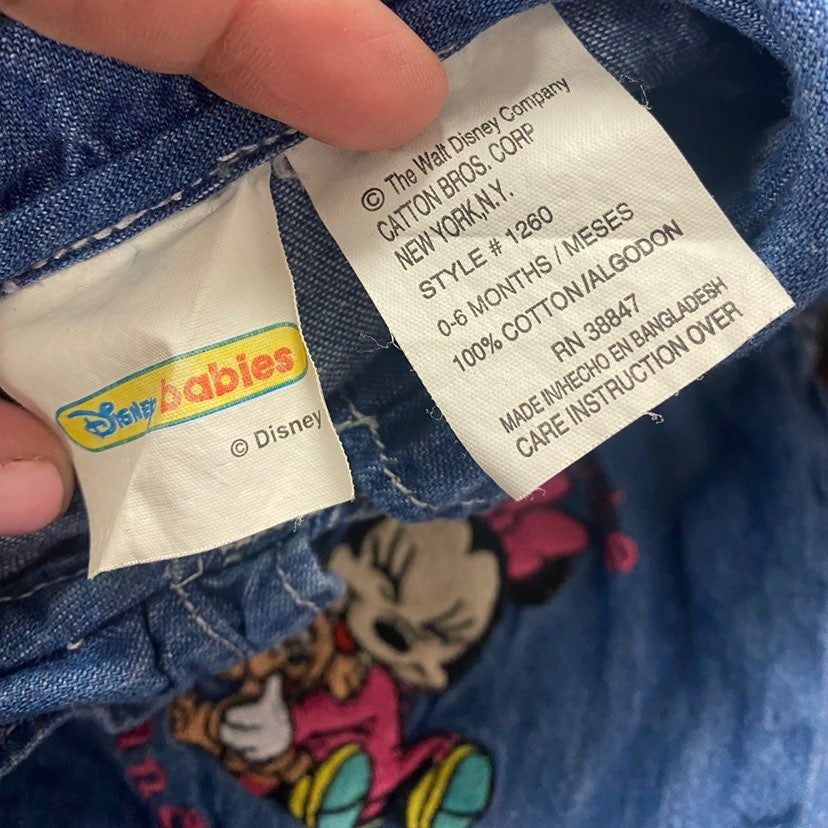 DISNEY babies
© Disney
© The Walt Disney Company
CATTON BROS. CORP
NEW YORK,N.Y.
STYLE # 1260
0-6 MONTHS / MESES
100% COTTON/ALGODON
RN 38847
MADE IN/HECHO EN BANGLADESH
CARE INSTRUCTION OVER